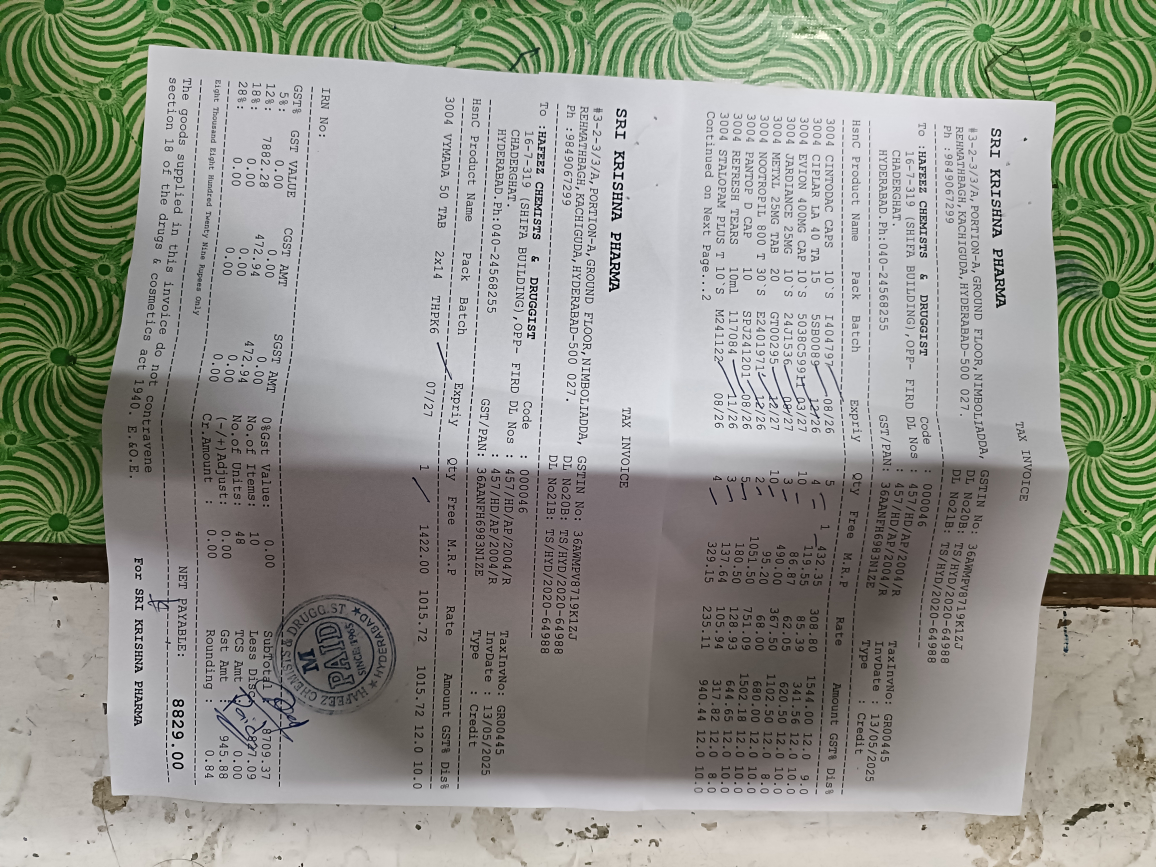 TAX INVOICE
SRI KRISHNA PHARMA
#3-2-3/3/A,PORTION-A,GROUND FLOOR,NIMBOLIADDA, GSTIN No: 36AWMPV8719K1ZJ
REHMATHBAGH,KACHIGUDA,HYDERABAD-500 027. DL No20B: TS/HYD/2020-64988
Ph :9849067299 DL No21B: TS/HYD/2020-64988
To :HAFEEZ CHEMISTS & DRUGGIST Code : 000046 TaxInvNo: GR00445
16-7-319 (SHIFA BUILDING),OPP- FIRD DL Nos : 457/HD/AP/2004/R InvDate : 13/05/2025
CHADERGHAT. : 457/HD/AP/2004/R Type : Credit
HYDERABAD.Ph:040-24568255 GST/PAN: 36AANFH6983N1ZE
HsnC Product Name Pack Batch Expriy Qty Free M.R.P Rate Amount GST% Dis%
3004 CINTODAC CAPS 10`S I404797 08/26 5 432.35 308.80 1544.00 12.0 9.0
3004 CIPLAR LA 40 TA 15 5SB0089 12/26 4 119.55 85.39 341.56 12.0 10.0
3004 EVION 400MG CAP 10`S 5038C5991 03/27 10 86.87 62.05 620.50 12.0 10.0
3004 JARDIANCE 25MG 10`S 24J1536 08/27 3 490.00 367.50 1102.50 12.0 8.0
3004 METXL 25MG TAB 20 GT00295 12/27 10 95.20 68.00 680.00 12.0 10.0
3004 NOOTROPIL 800 T 30`S E2401971 12/26 2 1051.50 751.09 1502.18 12.0 10.0
3004 PANTOP D CAP 10 SPJ241201 08/26 5 180.50 128.93 644.65 12.0 10.0
3004 REFRESH TEARS 10ml 117084 11/26 3 137.64 105.94 317.82 12.0 8.0
3004 STALOPAM PLUS T 10`S M241122 08/26 4 329.15 235.11 940.44 12.0 10.0
Continued on Next Page...2
TAX INVOICE
SRI KRISHNA PHARMA
#3-2-3/3/A,PORTION-A,GROUND FLOOR,NIMBOLIADDA, GSTIN No: 36AWMPV8719K1ZJ
REHMATHBAGH,KACHIGUDA,HYDERABAD-500 027. DL No20B: TS/HYD/2020-64988
Ph :9849067299 DL No21B: TS/HYD/2020-64988
To :HAFEEZ CHEMISTS & DRUGGIST Code : 000046 TaxInvNo: GR00445
16-7-319 (SHIFA BUILDING),OPP- FIRD DL Nos : 457/HD/AP/2004/R InvDate : 13/05/2025
CHADERGHAT. : 457/HD/AP/2004/R Type : Credit
HYDERABAD.Ph:040-24568255 GST/PAN: 36AANFH6983N1ZE
HsnC Product Name Pack Batch Expriy Qty Free M.R.P Rate Amount GST% Dis%
3004 VYMADA 50 TAB 2x14 THPK6 07/27 1 1422.00 1015.72 1015.72 12.0 10.0
HAFEEZ CHEMISTS & DRUGGIST
HYDERABAD
PAID
SINCE.1965
M
IRN No:
GST% GST VALUE CGST AMT SGST AMT 0%Gst Value: 0.00 SubTotal : 8709.37
5%: 0.00 0.00 0.00 No.of Items: 10 Less Disc.: 827.09
12%: 7882.28 472.94 472.94 No.of Units: 48 TCS Amt : 0.00
18%: 0.00 0.00 0.00 (-/+)Adjust: 0.00 Gst Amt : 945.88
28%: 0.00 0.00 0.00 Cr.Amount : 0.00 Rounding : 0.84
Eight Thousand Eight Hundred Twenty Nine Rupees Only NET PAYABLE: 8829.00
The goods supplied in this invoice do not contravene
section 18 of the drugs & cosmetics act 1940. E.&O.E. For SRI KRISHNA PHARMA